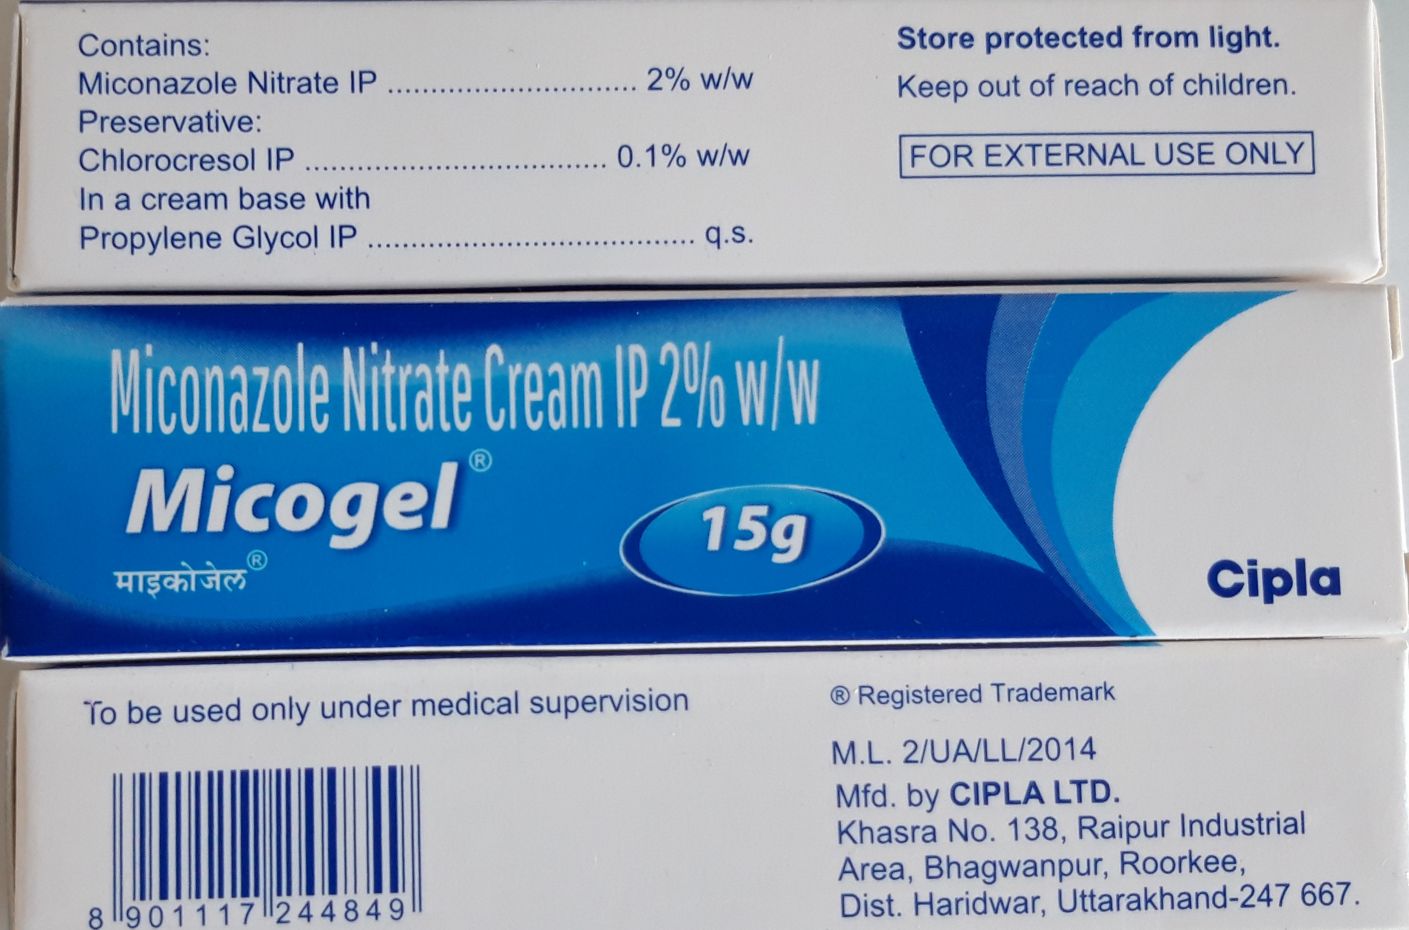 Contains:
Miconazole Nitrate IP ............................. 2% w/w
Preservative:
Chlorocresol IP ................................... 0.1% w/w
In a cream base with
Propylene Glycol IP ...................................... q.s.
Store protected from light.
Keep out of reach of children.
FOR EXTERNAL USE ONLY
Miconazole Nitrate Cream IP 2% w/w
Micogel®
माइकोजेल®
15g
Cipla
To be used only under medical supervision
8 901117 244849
® Registered Trademark
M.L. 2/UA/LL/2014
Mfd. by CIPLA LTD.
Khasra No. 138, Raipur Industrial
Area, Bhagwanpur, Roorkee,
Dist. Haridwar, Uttarakhand-247 667.